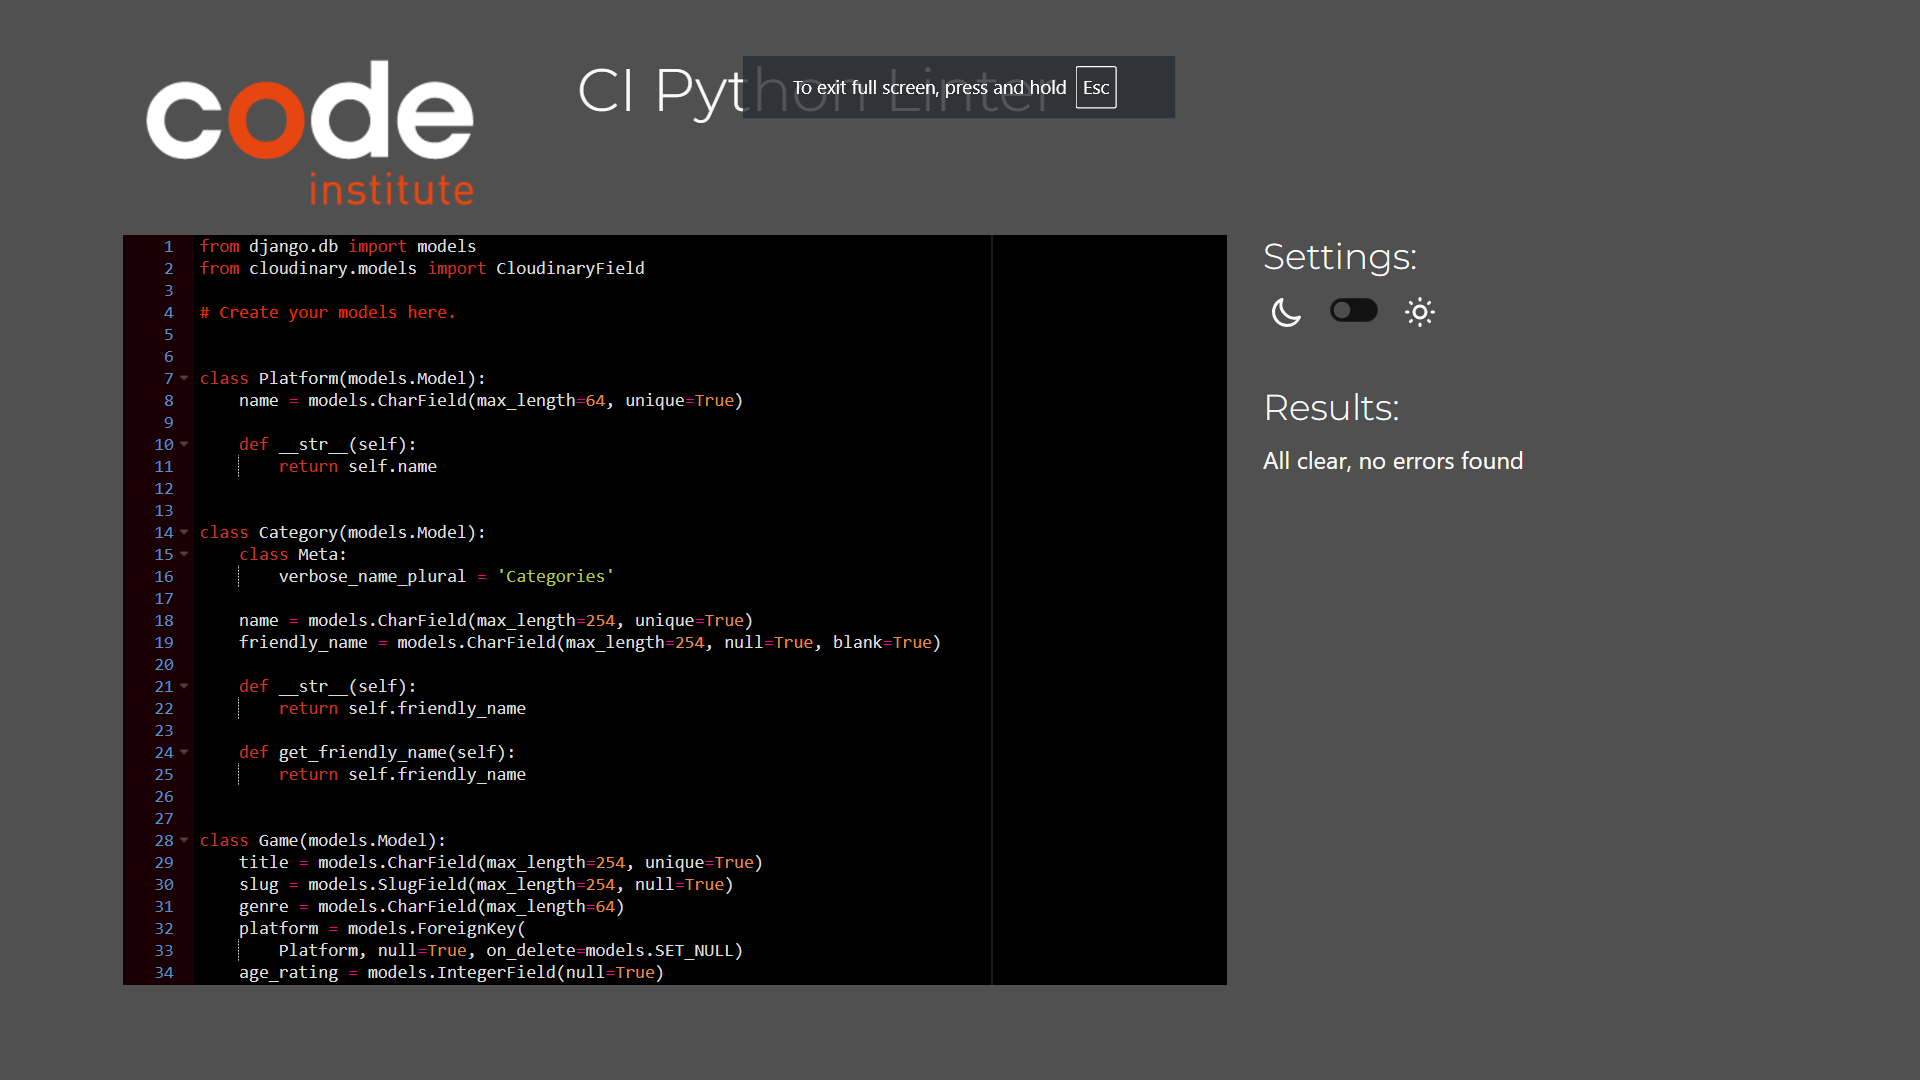 code
institute
CI Python Linter
To exit full screen, press and hold Esc
1 from django.db import models
2 from cloudinary.models import CloudinaryField
3
4 # Create your models here.
5
6
7 class Platform(models.Model):
8     name = models.CharField(max_length=64, unique=True)
9
10     def __str__(self):
11         return self.name
12
13
14 class Category(models.Model):
15     class Meta:
16         verbose_name_plural = 'Categories'
17
18     name = models.CharField(max_length=254, unique=True)
19     friendly_name = models.CharField(max_length=254, null=True, blank=True)
20
21     def __str__(self):
22         return self.friendly_name
23
24     def get_friendly_name(self):
25         return self.friendly_name
26
27
28 class Game(models.Model):
29     title = models.CharField(max_length=254, unique=True)
30     slug = models.SlugField(max_length=254, null=True)
31     genre = models.CharField(max_length=64)
32     platform = models.ForeignKey(
33         Platform, null=True, on_delete=models.SET_NULL)
34     age_rating = models.IntegerField(null=True)
Settings:
Results:
All clear, no errors found